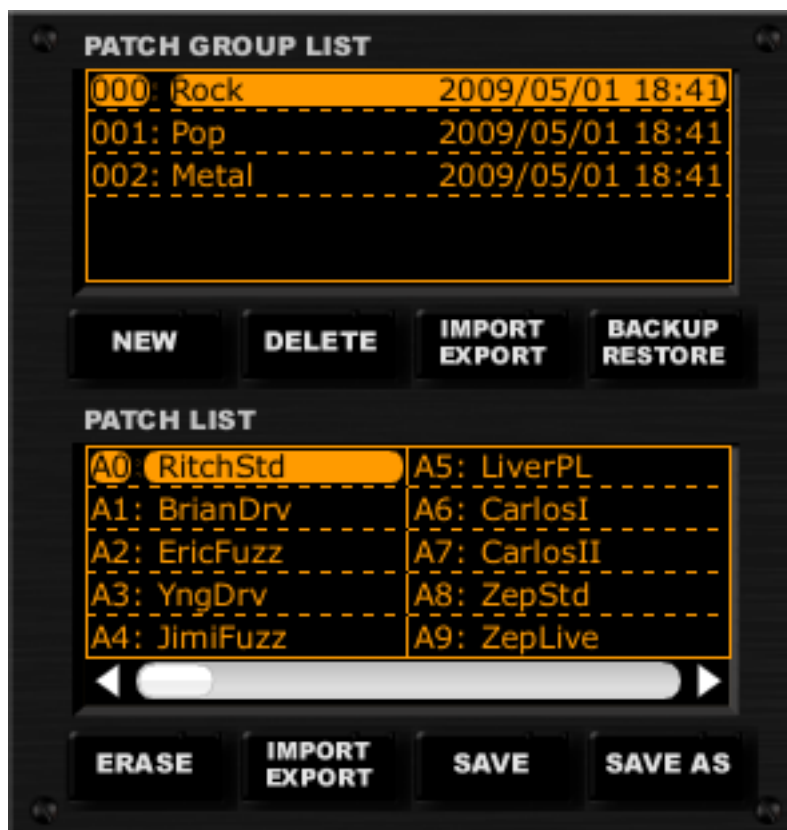 PATCH GROUP LIST
000: Rock 2009/05/01 18:41
001: Pop 2009/05/01 18:41
002: Metal 2009/05/01 18:41
NEW DELETE IMPORT EXPORT BACKUP RESTORE
PATCH LIST
A0: RitchStd A5: LiverPL
A1: BrianDrv A6: CarlosI
A2: EricFuzz A7: CarlosII
A3: YngDrv A8: ZepStd
A4: JimiFuzz A9: ZepLive
ERASE IMPORT EXPORT SAVE SAVE AS